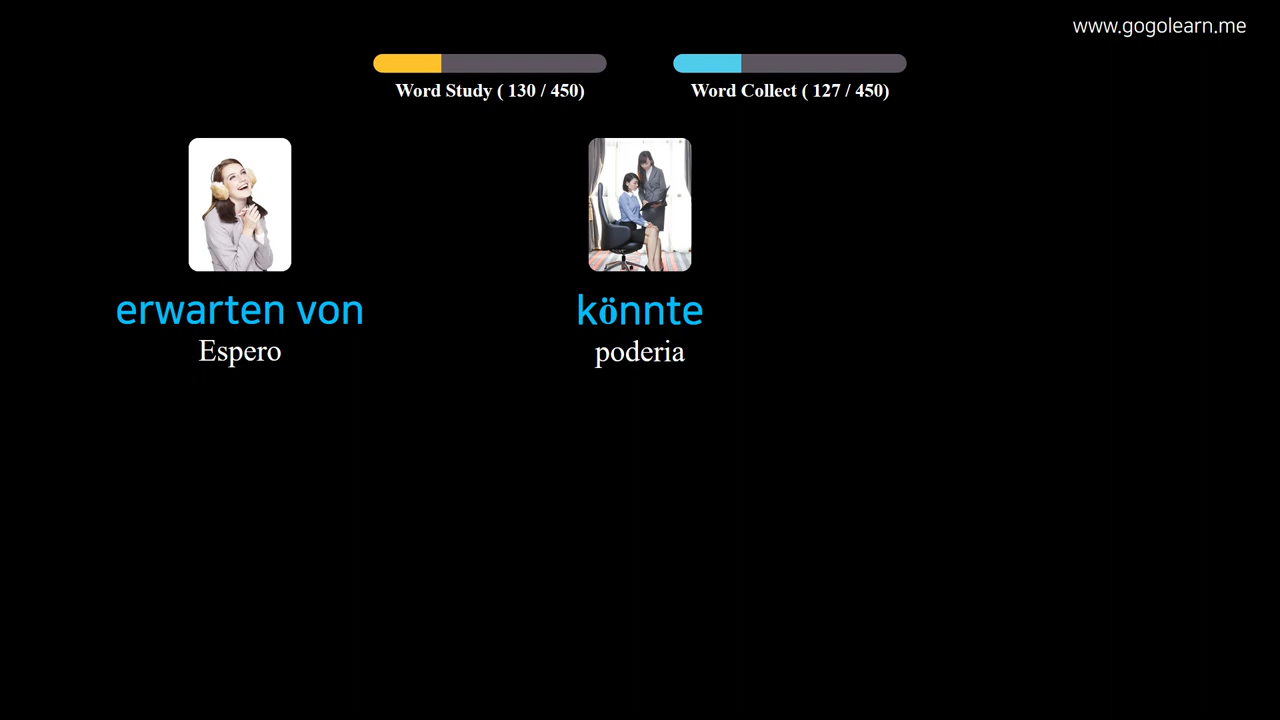 www.gogolearn.me
Word Study ( 130 / 450)
Word Collect ( 127 / 450)
erwarten von
Espero
könnte
poderia